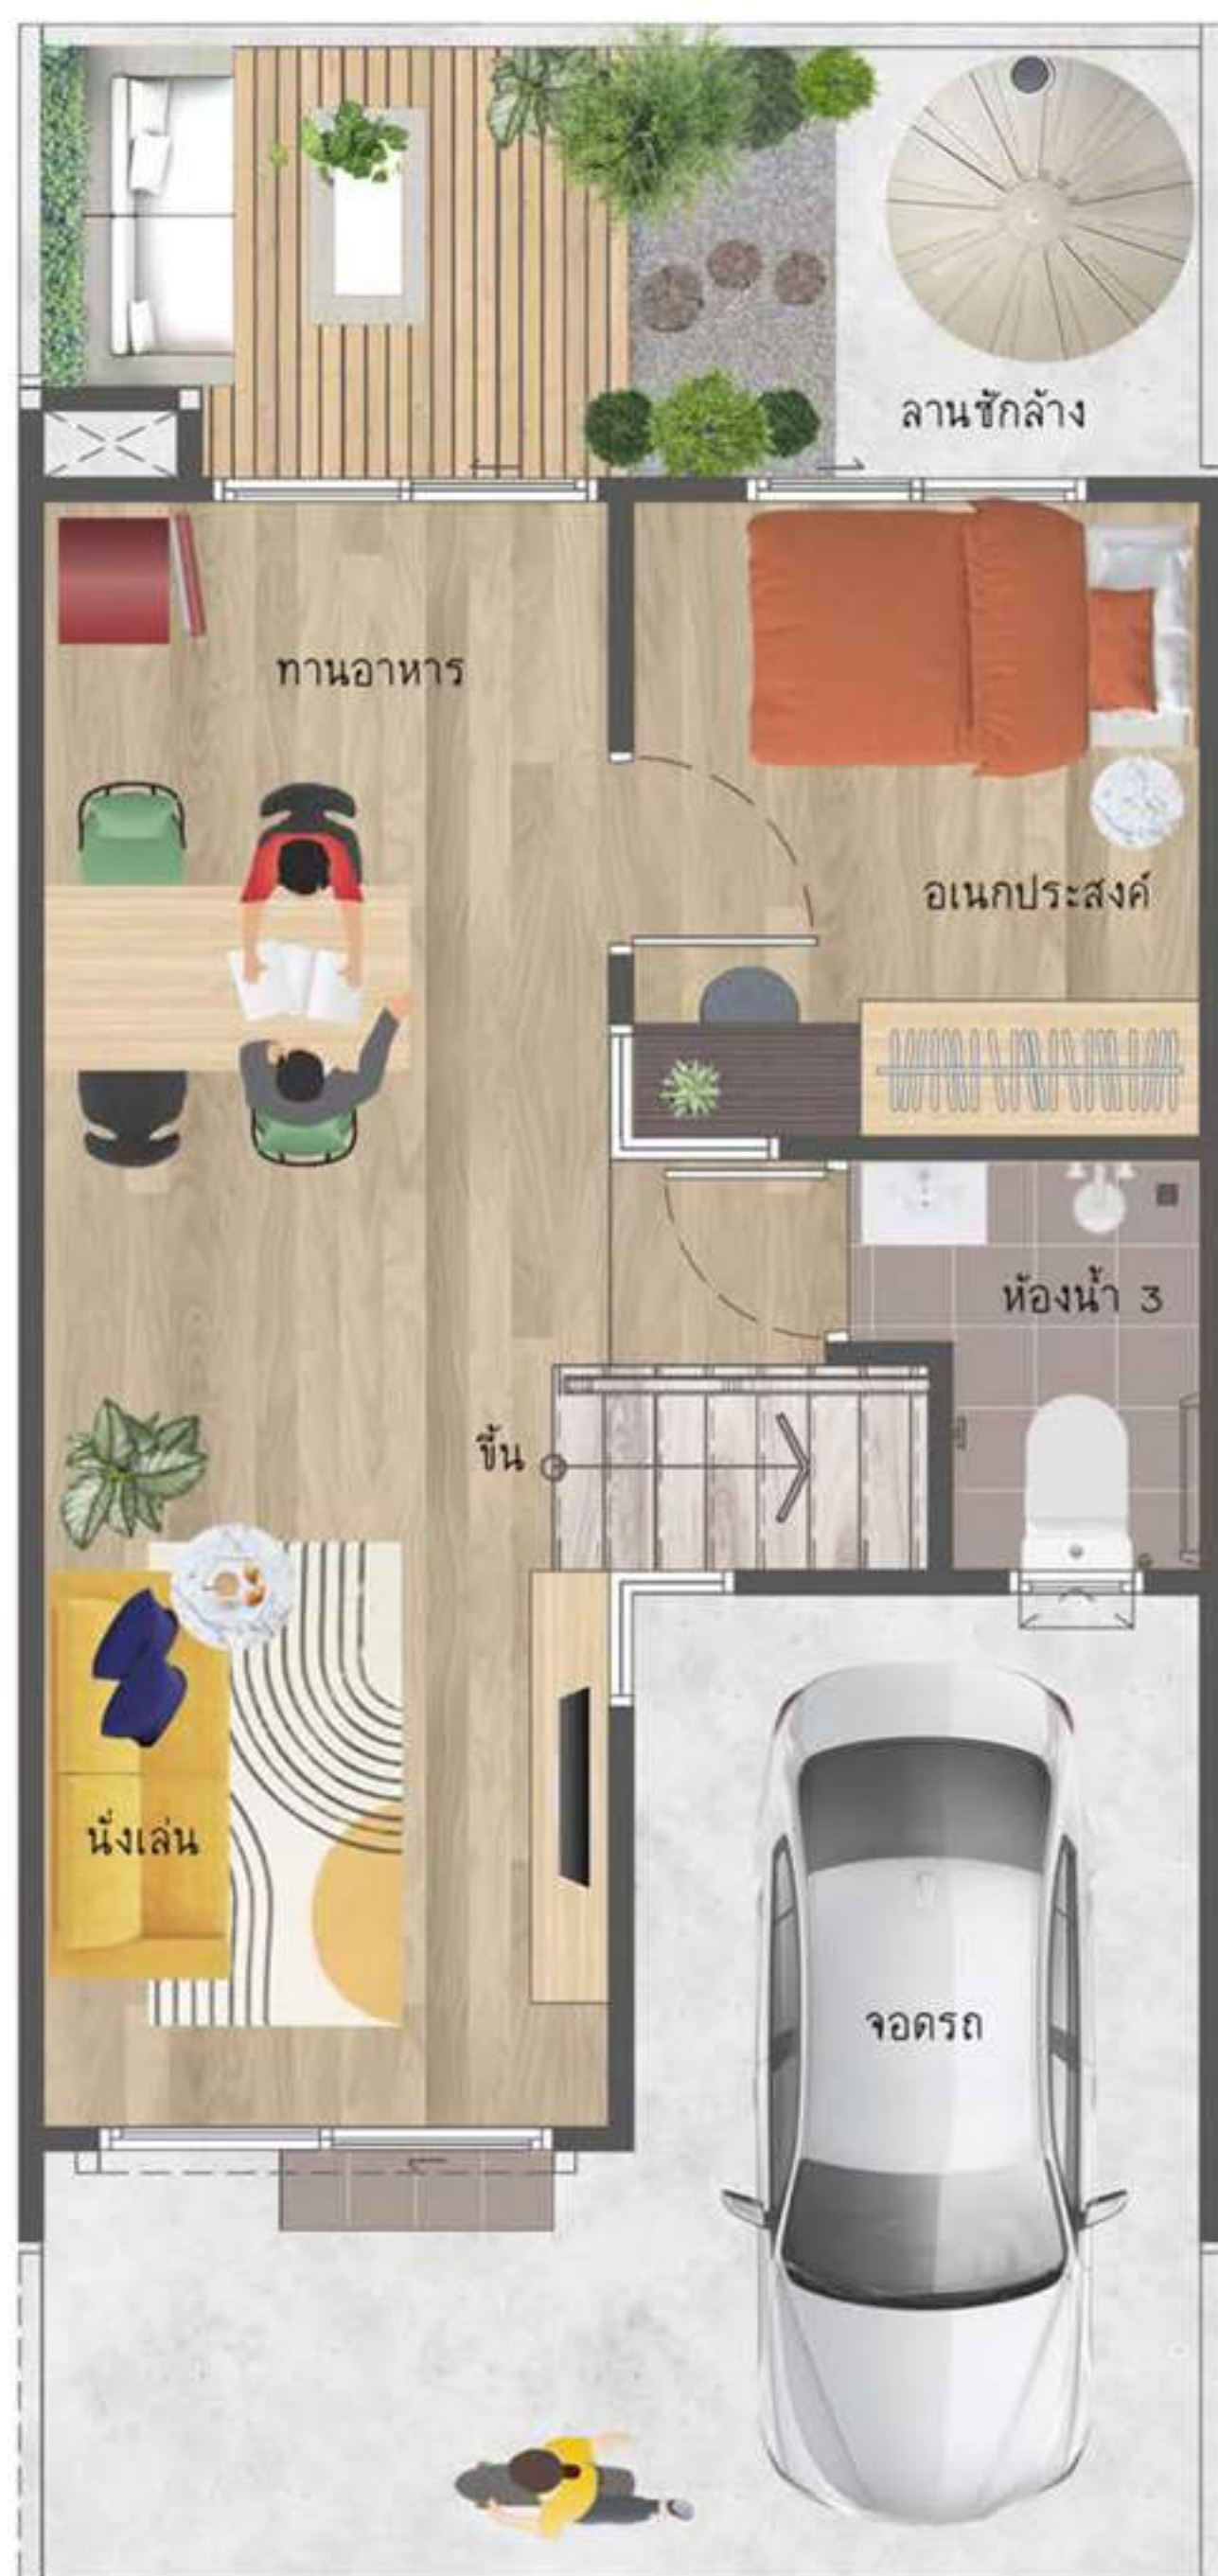 ลานซักล้าง
ทานอาหาร
อเนกประสงค์
ห้องน้ำ 3
ขึ้น
นั่งเล่น
จอดรถ